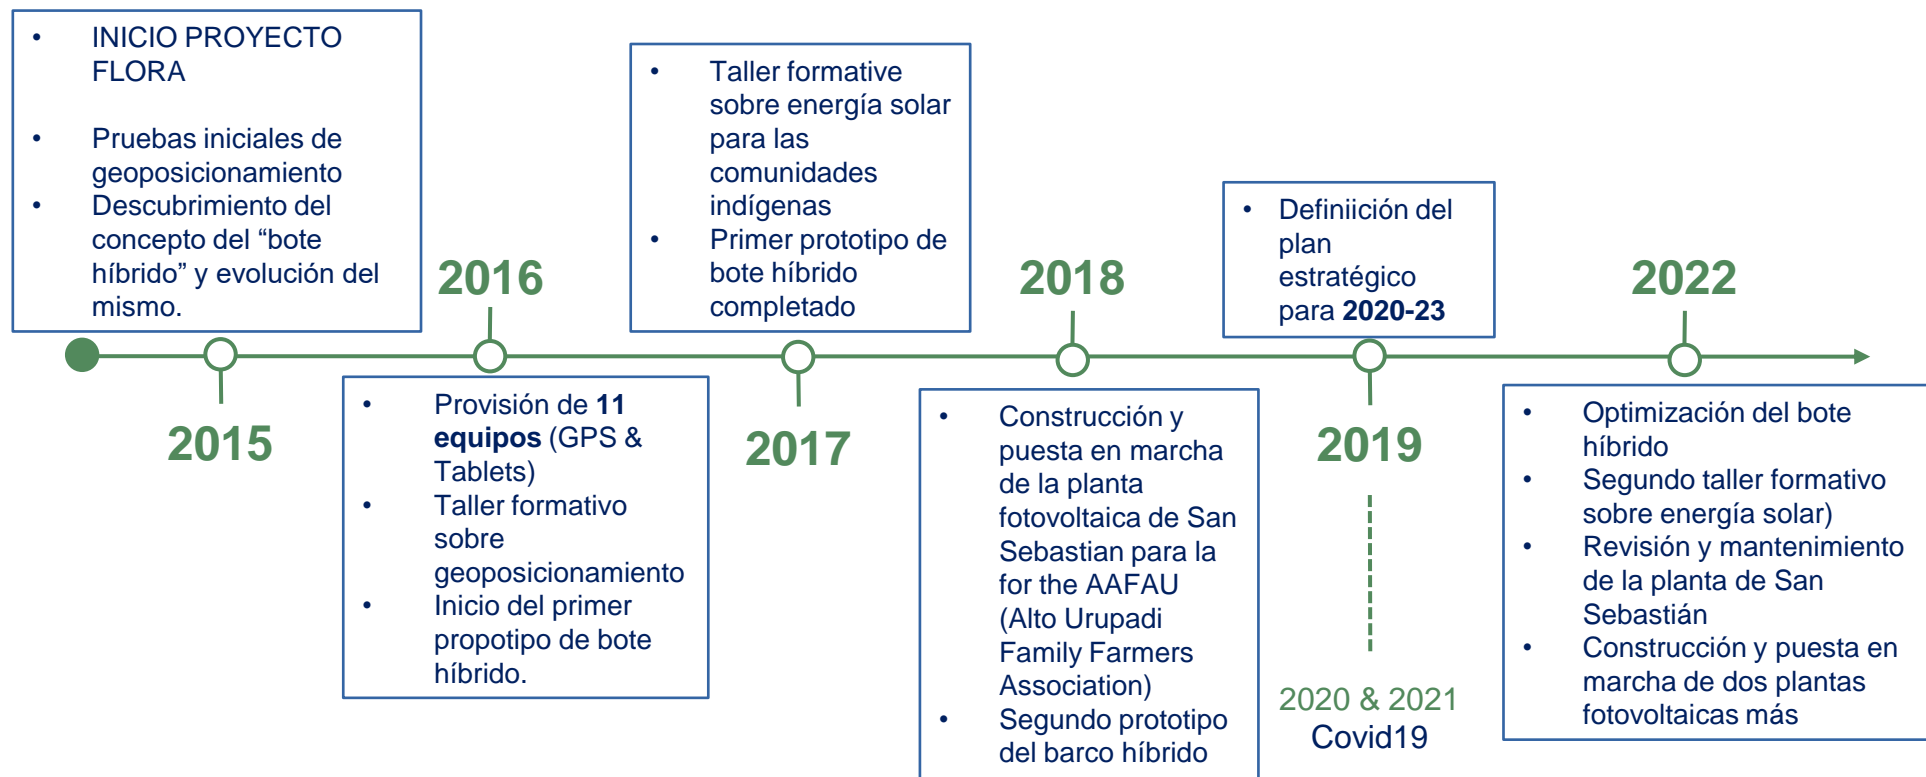 • INICIO PROYECTO
FLORA
• Pruebas iniciales de
geoposicionamiento
• Descubrimiento del
concepto del “bote
híbrido” y evolución del
mismo.
2015
2016
• Provisión de 11
equipos (GPS &
Tablets)
• Taller formativo
sobre
geoposicionamiento
• Inicio del primer
propotipo de bote
híbrido.
• Taller formative
sobre energía solar
para las
comunidades
indígenas
• Primer prototipo de
bote híbrido
completado
2017
2018
• Construcción y
puesta en marcha
de la planta
fotovoltaica de San
Sebastian para la
for the AAFAU
(Alto Urupadi
Family Farmers
Association)
• Segundo prototipo
del barco híbrido
• Definiición del
plan
estratégico
para 2020-23
2019
2020 & 2021
Covid19
2022
• Optimización del bote
híbrido
• Segundo taller formativo
sobre energía solar)
• Revisión y mantenimiento
de la planta de San
Sebastián
• Construcción y puesta en
marcha de dos plantas
fotovoltaicas más